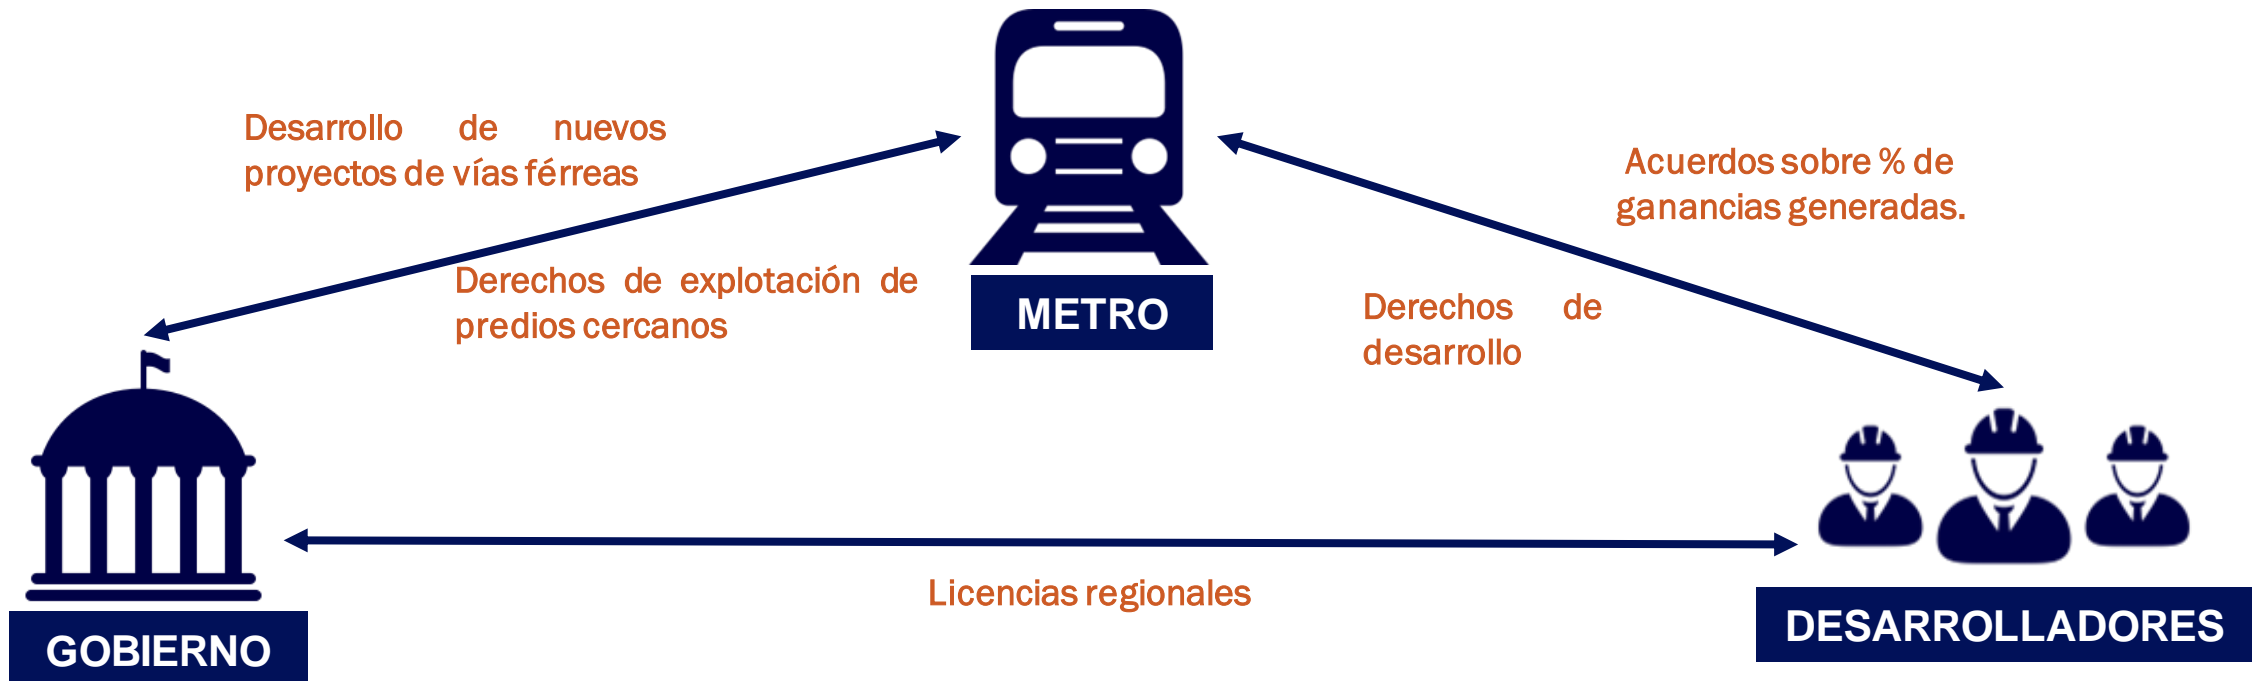 Desarrollo de nuevos
proyectos de vías férreas
Acuerdos sobre % de
ganancias generadas.
Derechos de explotación de
predios cercanos
METRO
Derechos de
desarrollo
Licencias regionales
GOBIERNO
DESARROLLADORES